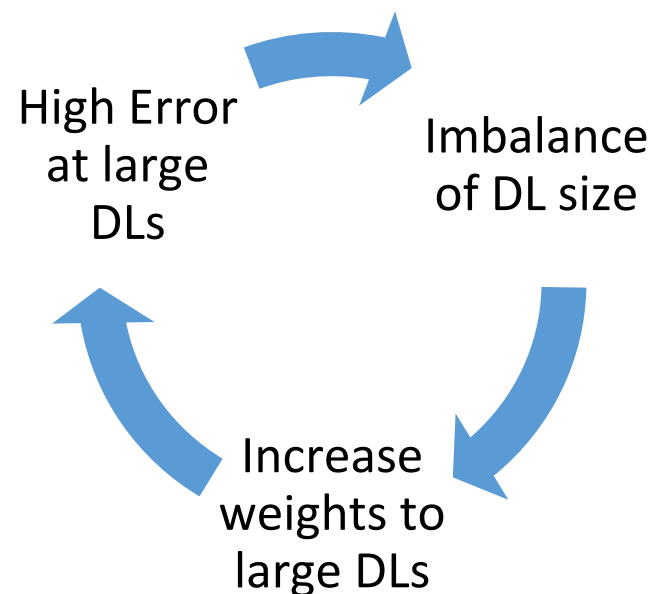 High Error
at large
DLs
Imbalance
of DL size
Increase
weights to
large DLs